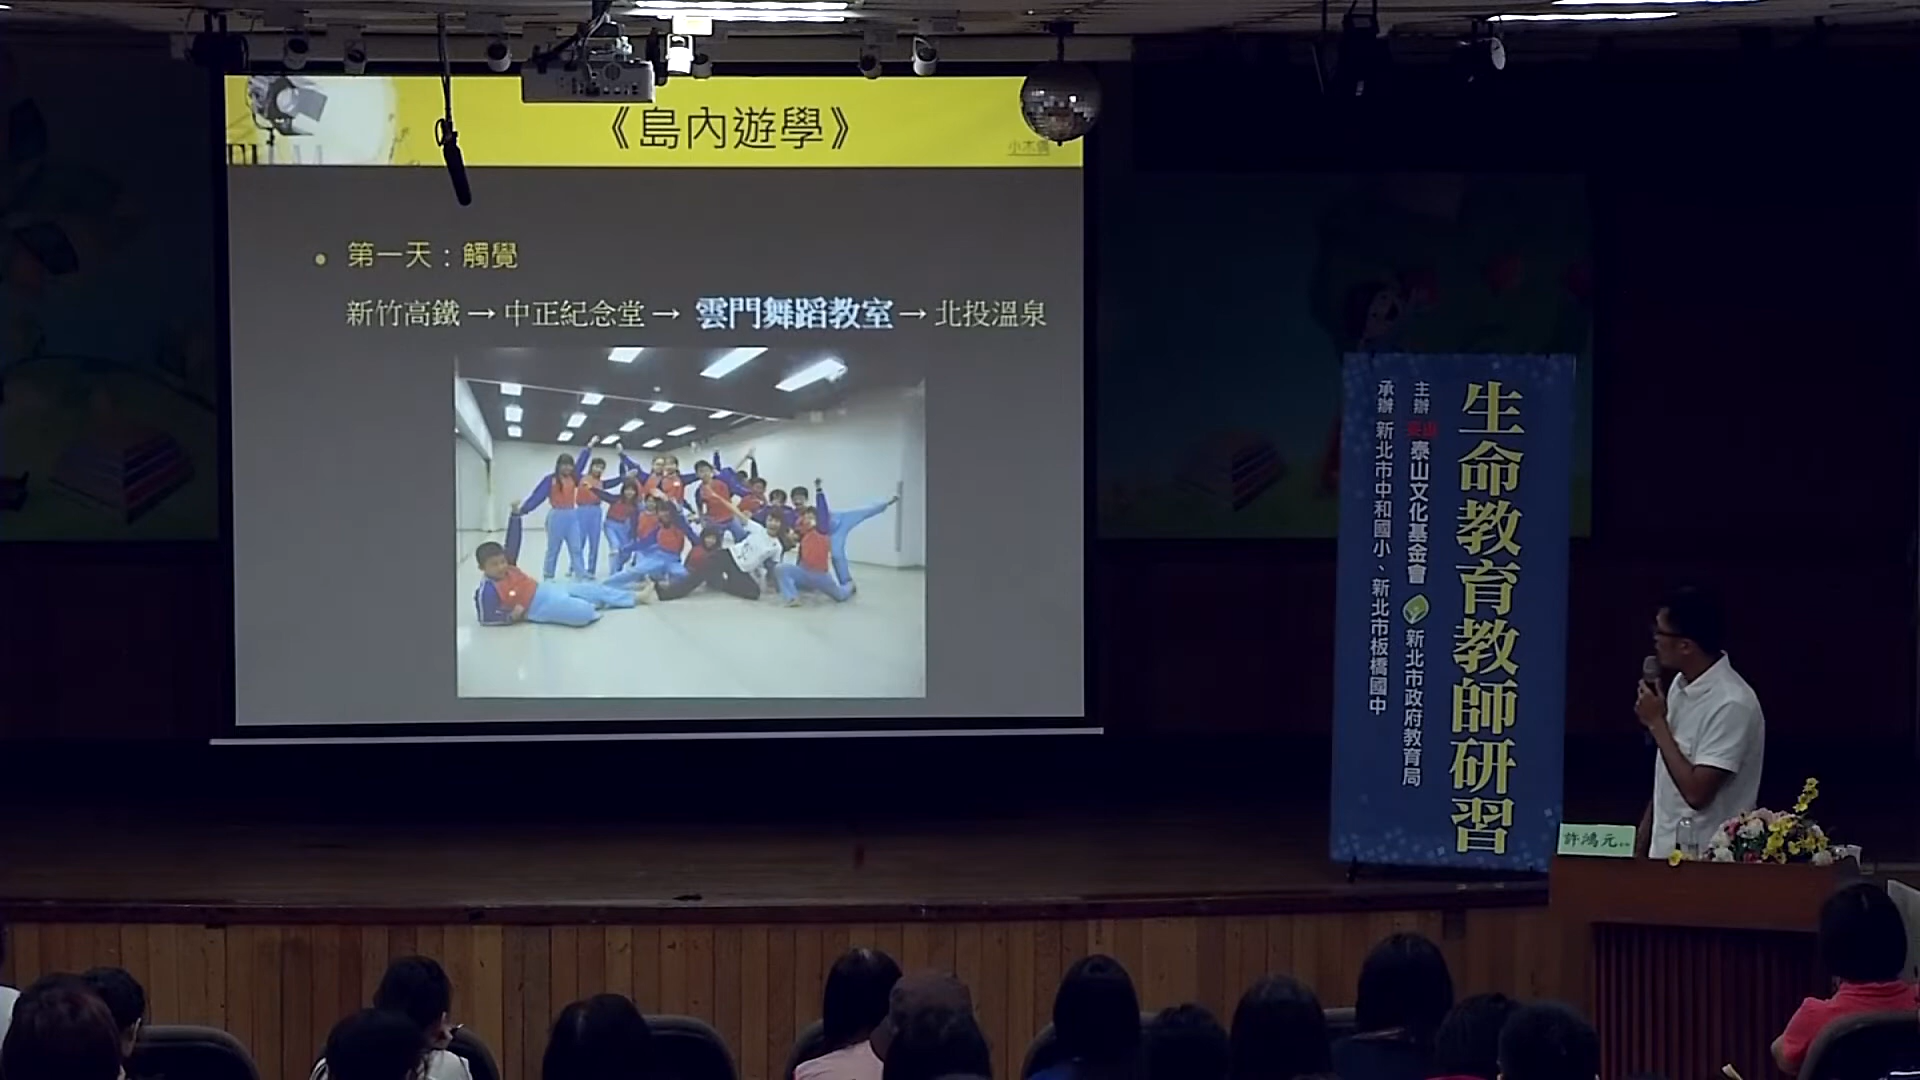 《島內遊學》
• 第一天：觸覺
新竹高鐵→中正紀念堂→雲門舞蹈教室→北投溫泉
生命教育教師研習
主辦 泰山文化基金會 新北市政府教育局
承辦 新北市中和國小、新北市板橋國中
許鴻元